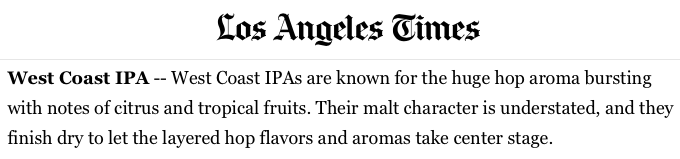 Los Angeles Times
West Coast IPA -- West Coast IPAs are known for the huge hop aroma bursting
with notes of citrus and tropical fruits. Their malt character is understated, and they
finish dry to let the layered hop flavors and aromas take center stage.